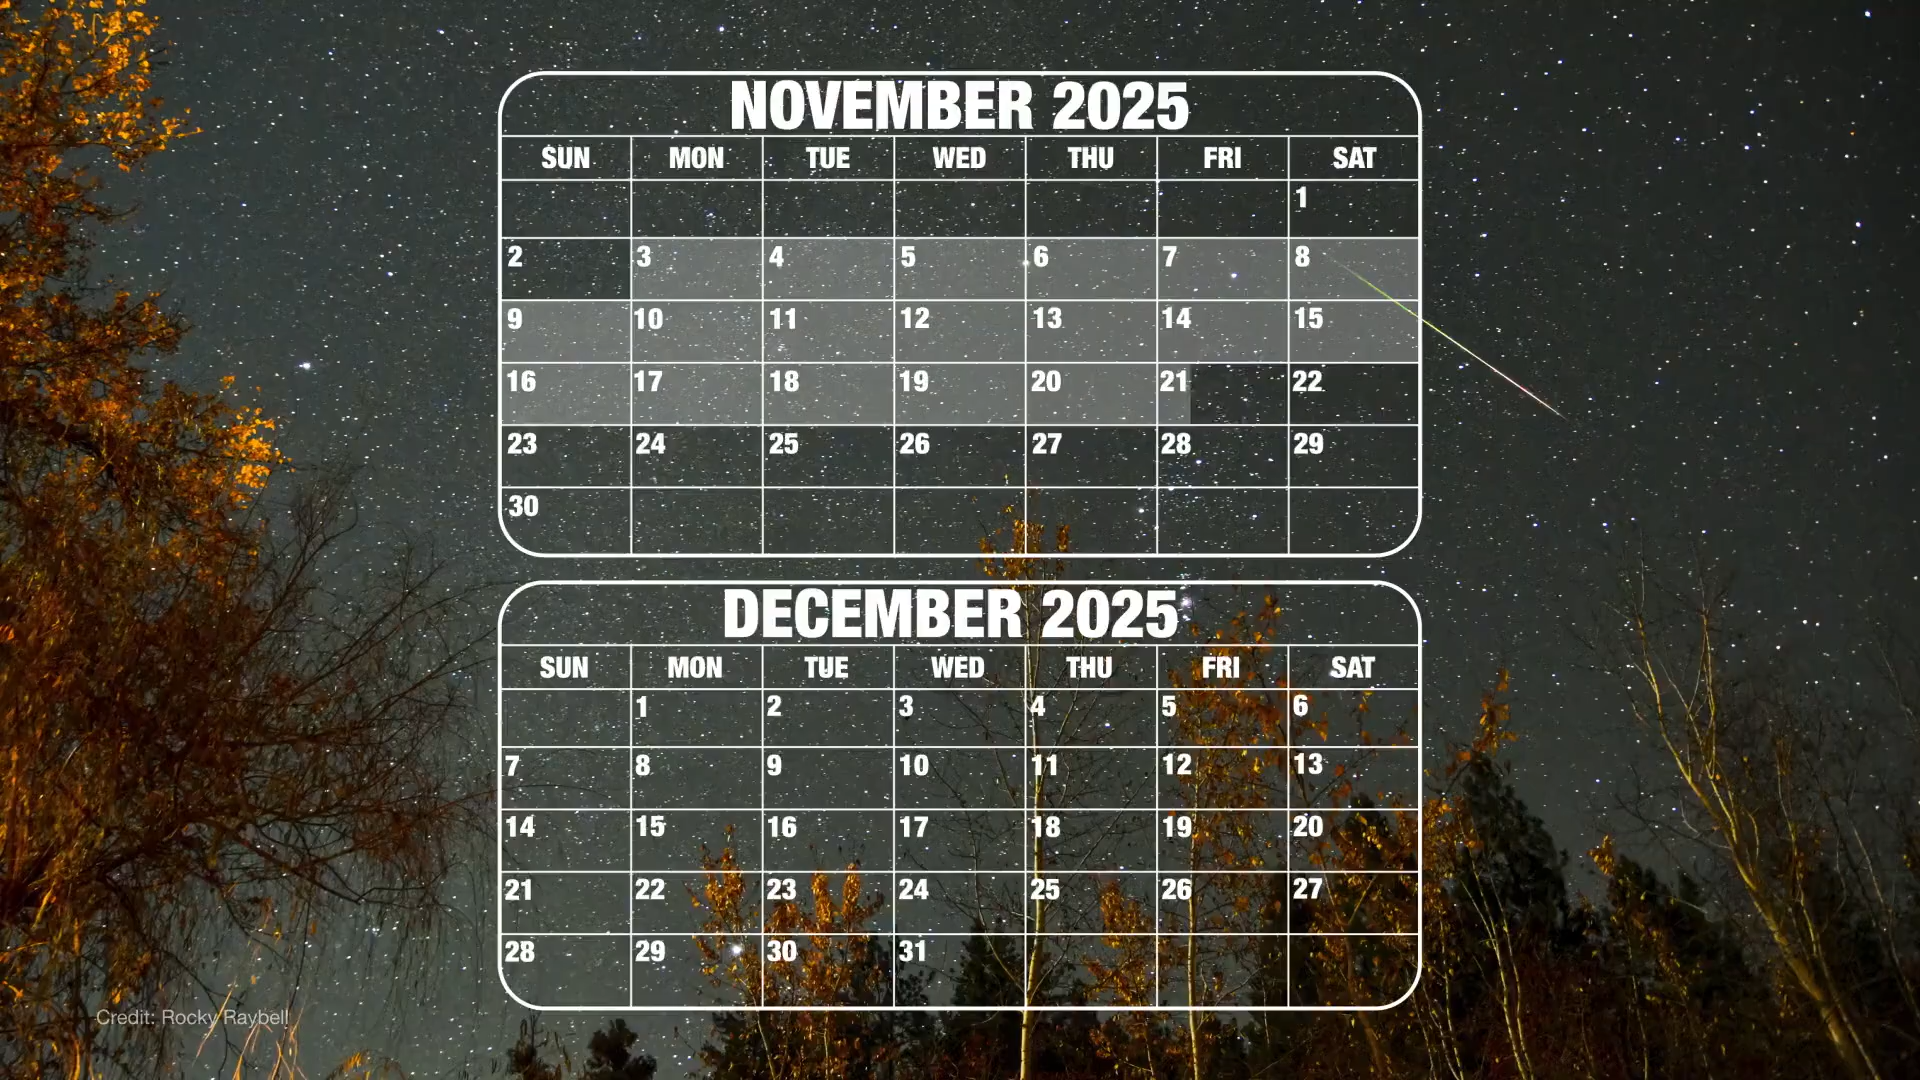 NOVEMBER 2025
SUN MON TUE WED THU FRI SAT
1
2 3 4 5 6 7 8
9 10 11 12 13 14 15
16 17 18 19 20 21 22
23 24 25 26 27 28 29
30
DECEMBER 2025
SUN MON TUE WED THU FRI SAT
1 2 3 4 5 6
7 8 9 10 11 12 13
14 15 16 17 18 19 20
21 22 23 24 25 26 27
28 29 30 31
Credit: Rocky Raybell